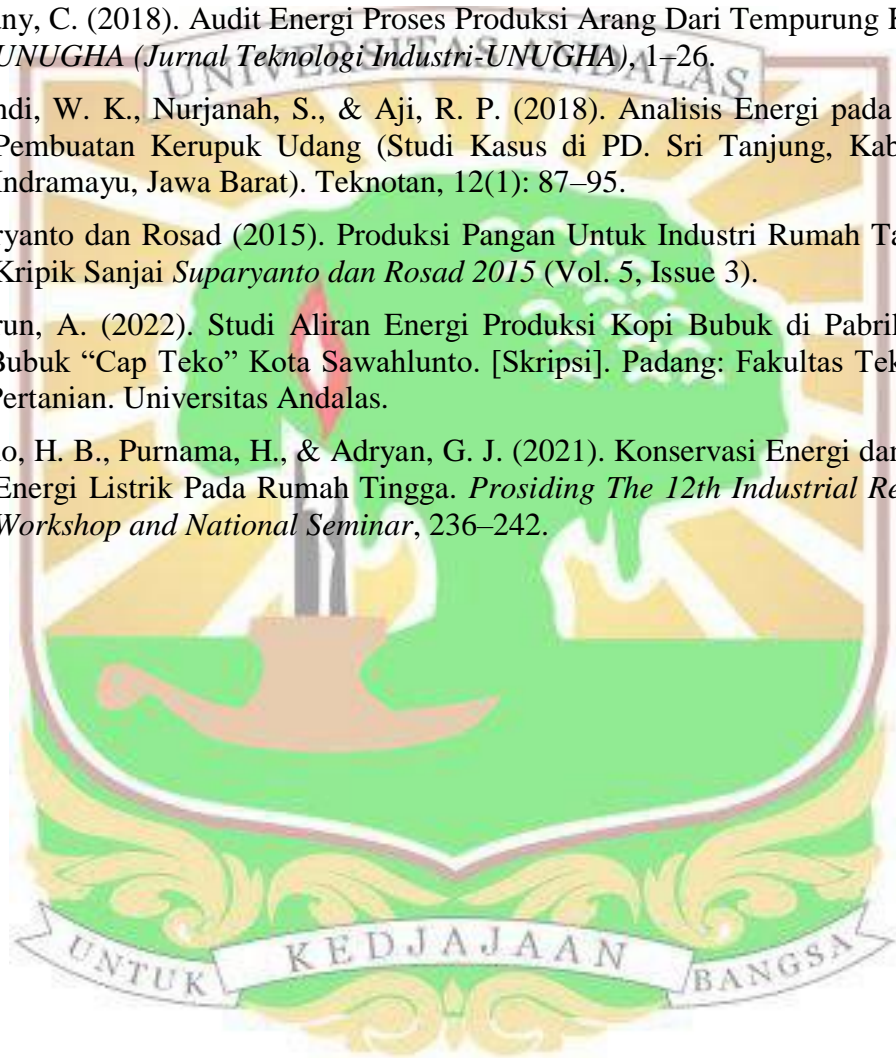 any, C. (2018). Audit Energi Proses Produksi Arang Dari Tempurung
UNUGHA (Jurnal Teknologi Industri-UNUGHA), 1–26.
UNIVERSITAS ANDALAS
ndi, W. K., Nurjanah, S., & Aji, R. P. (2018). Analisis Energi pada
Pembuatan Kerupuk Udang (Studi Kasus di PD. Sri Tanjung, Kab
Indramayu, Jawa Barat). Teknotan, 12(1): 87–95.
ryanto dan Rosad (2015). Produksi Pangan Untuk Industri Rumah Ta
Kripik Sanjai Suparyanto dan Rosad 2015 (Vol. 5, Issue 3).
run, A. (2022). Studi Aliran Energi Produksi Kopi Bubuk di Pabrik
Bubuk “Cap Teko” Kota Sawahlunto. [Skripsi]. Padang: Fakultas Tek
Pertanian. Universitas Andalas.
o, H. B., Purnama, H., & Adryan, G. J. (2021). Konservasi Energi dan
Energi Listrik Pada Rumah Tingga. Prosiding The 12th Industrial Re
Workshop and National Seminar, 236–242.
UNTUK KEDJAJAAN BANGSA